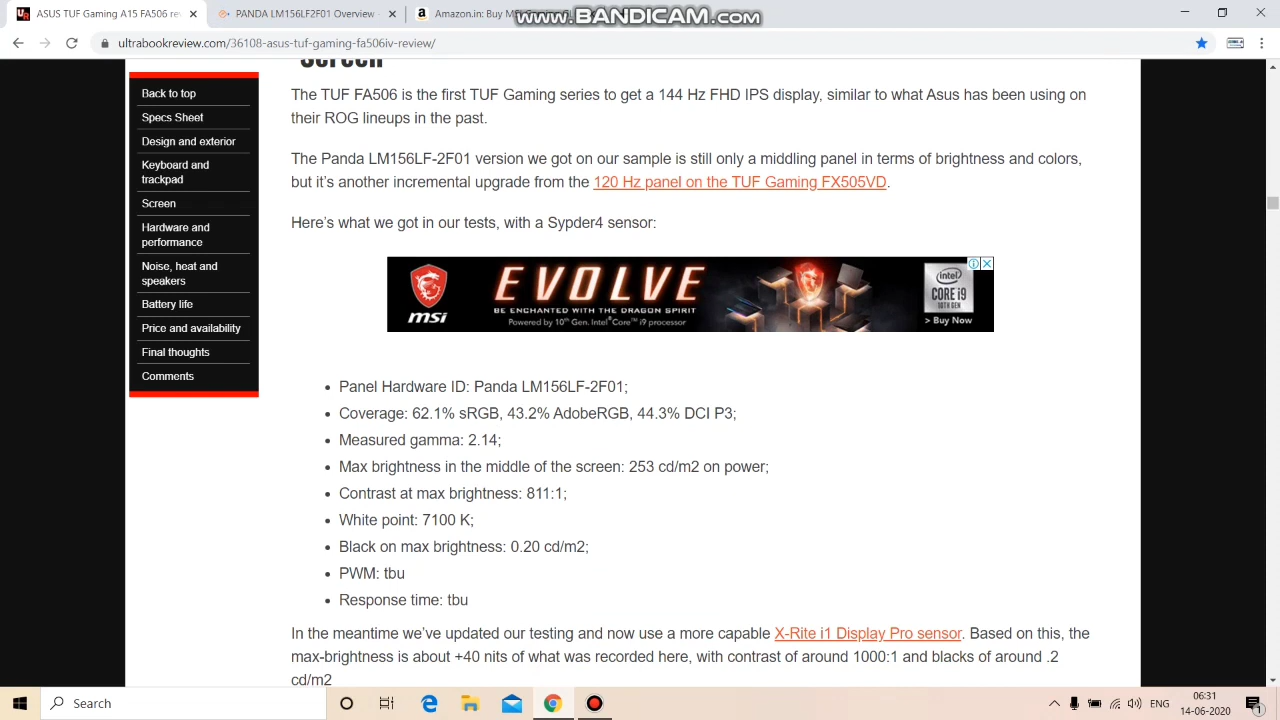 ASUS TUF Gaming A15 FA506 rev
PANDA LM156LF2F01 Overview -
Amazon.in: Buy M
www.BANDICAM.com
ultrabookreview.com/36108-asus-tuf-gaming-fa506iv-review/
Screen
Back to top
Specs Sheet
Design and exterior
Keyboard and
trackpad
Screen
Hardware and
performance
Noise, heat and
speakers
Battery life
Price and availability
Final thoughts
Comments
The TUF FA506 is the first TUF Gaming series to get a 144 Hz FHD IPS display, similar to what Asus has been using on
their ROG lineups in the past.
The Panda LM156LF-2F01 version we got on our sample is still only a middling panel in terms of brightness and colors,
but it's another incremental upgrade from the 120 Hz panel on the TUF Gaming FX505VD.
Here's what we got in our tests, with a Sypder4 sensor:
msi
EVOLVE
BE ENCHANTED WITH THE DRAGON SPIRIT
Powered by 10th Gen. Intel® Core™ i9 processor
intel
CORE i9
10TH GEN
> Buy Now
• Panel Hardware ID: Panda LM156LF-2F01;
• Coverage: 62.1% sRGB, 43.2% AdobeRGB, 44.3% DCI P3;
• Measured gamma: 2.14;
• Max brightness in the middle of the screen: 253 cd/m2 on power;
• Contrast at max brightness: 811:1;
• White point: 7100 K;
• Black on max brightness: 0.20 cd/m2;
• PWM: tbu
• Response time: tbu
In the meantime we've updated our testing and now use a more capable X-Rite i1 Display Pro sensor. Based on this, the
max-brightness is about +40 nits of what was recorded here, with contrast of around 1000:1 and blacks of around .2
cd/m2
Search
ENG
06:31
14-06-2020
1